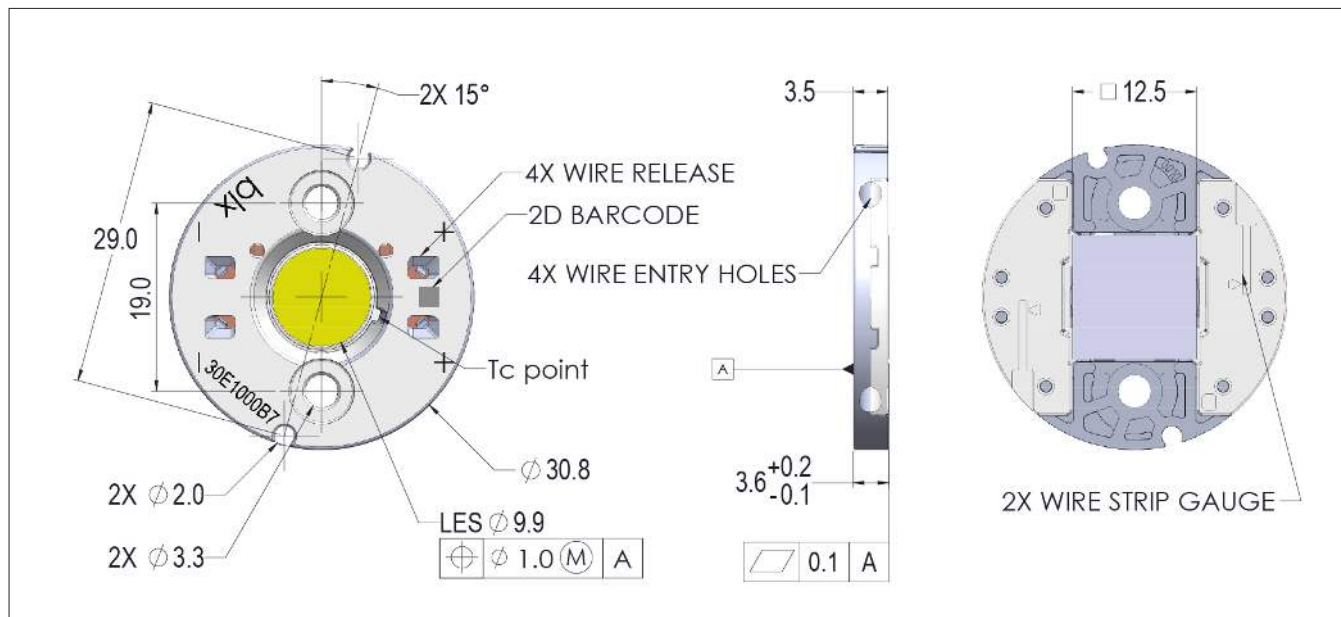 2X 15°
29.0
19.0
blx
4X WIRE RELEASE
2D BARCODE
4X WIRE ENTRY HOLES
Tc point
30E1000B7
+
+
2X ∅ 2.0
2X ∅ 3.3
∅ 30.8
LES ∅ 9.9
⌖ ∅ 1.0 Ⓜ A
3.5
A
3.6 +0.2
-0.1
▱ 0.1 A
□ 12.5
2X WIRE STRIP GAUGE